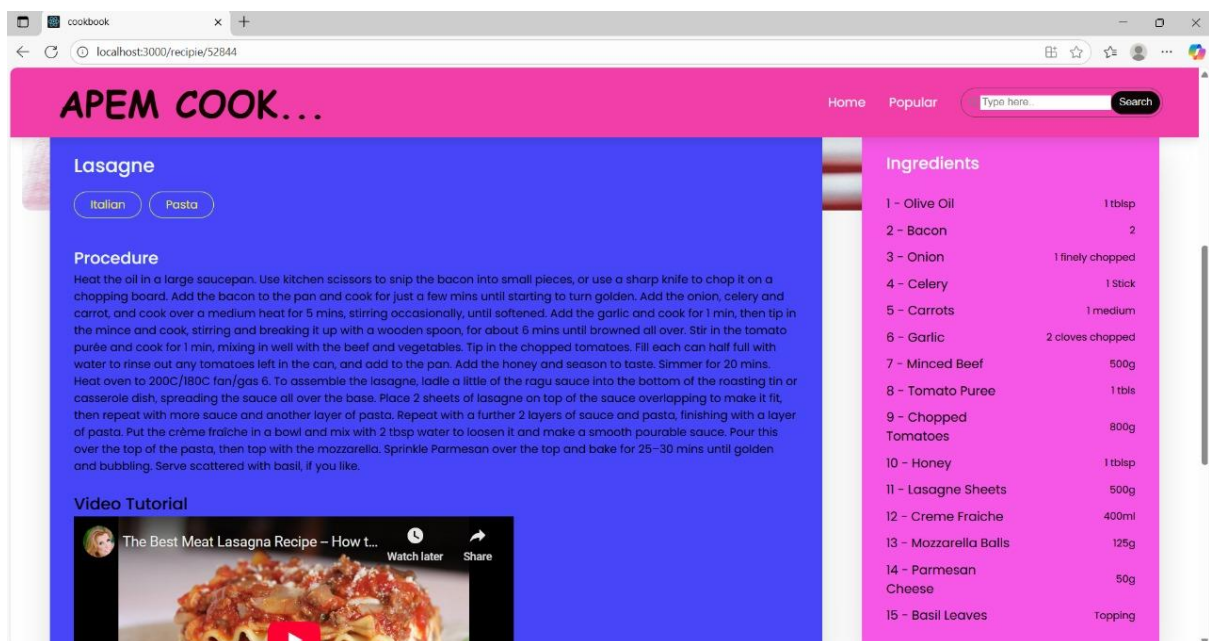 cookbook
localhost:3000/recipie/52844
APEM COOK...
Home
Popular
Type here..
Search
Lasagne
Italian
Pasta
Procedure
Heat the oil in a large saucepan. Use kitchen scissors to snip the bacon into small pieces, or use a sharp knife to chop it on a
chopping board. Add the bacon to the pan and cook for just a few mins until starting to turn golden. Add the onion, celery and
carrot, and cook over a medium heat for 5 mins, stirring occasionally, until softened. Add the garlic and cook for 1 min, then tip in
the mince and cook, stirring and breaking it up with a wooden spoon, for about 6 mins until browned all over. Stir in the tomato
purée and cook for 1 min, mixing in well with the beef and vegetables. Tip in the chopped tomatoes. Fill each can half full with
water to rinse out any tomatoes left in the can, and add to the pan. Add the honey and season to taste. Simmer for 20 mins.
Heat oven to 200C/180C fan/gas 6. To assemble the lasagne, ladle a little of the ragu sauce into the bottom of the roasting tin or
casserole dish, spreading the sauce all over the base. Place 2 sheets of lasagne on top of the sauce overlapping to make it fit,
then repeat with more sauce and another layer of pasta. Repeat with a further 2 layers of sauce and pasta, finishing with a layer
of pasta. Put the crème fraîche in a bowl and mix with 2 tbsp water to loosen it and make a smooth pourable sauce. Pour this
over the top of the pasta, then top with the mozzarella. Sprinkle Parmesan over the top and bake for 25–30 mins until golden
and bubbling. Serve scattered with basil, if you like.
Video Tutorial
The Best Meat Lasagna Recipe – How t...
Watch later
Share
Ingredients
1 - Olive Oil 1 tblsp
2 - Bacon 2
3 - Onion 1 finely chopped
4 - Celery 1 Stick
5 - Carrots 1 medium
6 - Garlic 2 cloves chopped
7 - Minced Beef 500g
8 - Tomato Puree 1 tbls
9 - Chopped
Tomatoes 800g
10 - Honey 1 tblsp
11 - Lasagne Sheets 500g
12 - Creme Fraiche 400ml
13 - Mozzarella Balls 125g
14 - Parmesan
Cheese 50g
15 - Basil Leaves Topping